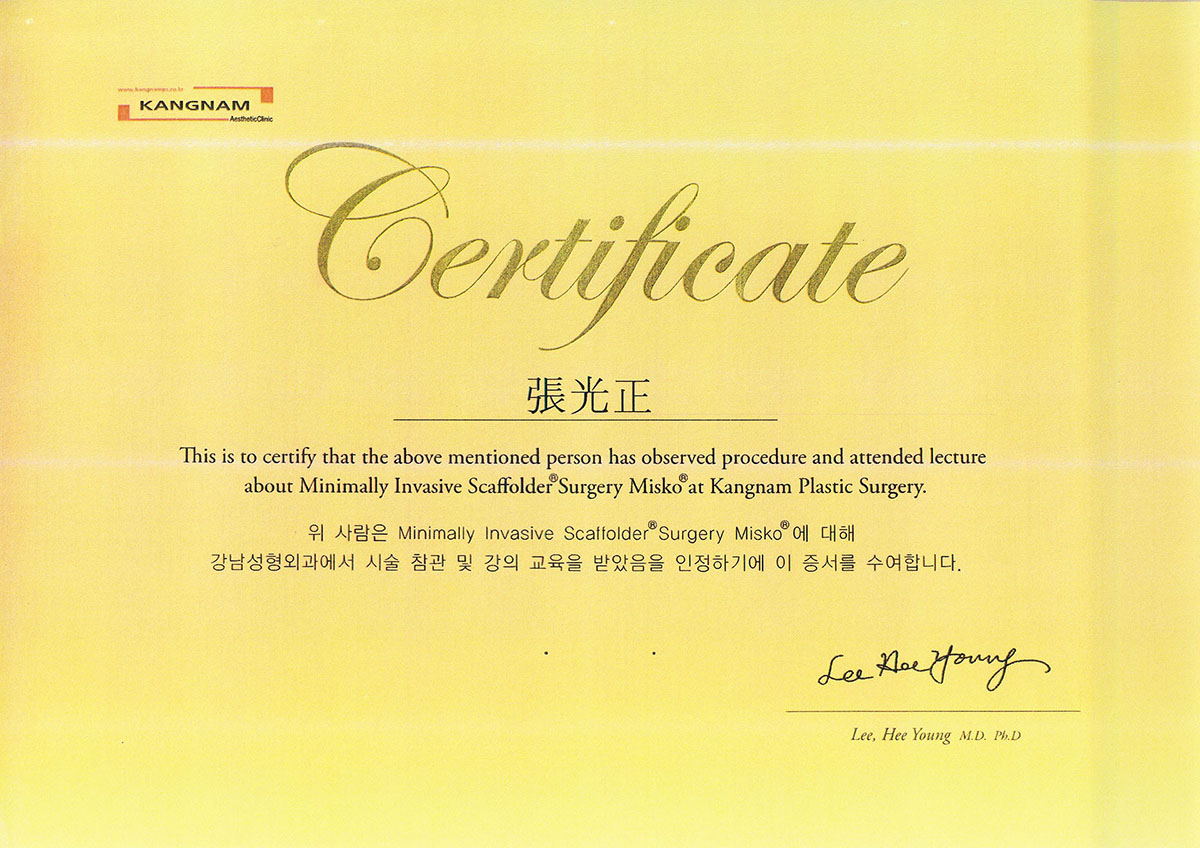 www.kangnamps.co.kr
KANGNAM
AestheticClinic
Certificate
張光正
This is to certify that the above mentioned person has observed procedure and attended lecture
about Minimally Invasive Scaffolder® Surgery Misko® at Kangnam Plastic Surgery.
위 사람은 Minimally Invasive Scaffolder® Surgery Misko®에 대해
강남성형외과에서 시술 참관 및 강의 교육을 받았음을 인정하기에 이 증서를 수여합니다.
Lee Hee Young
Lee, Hee Young M.D. Ph.D